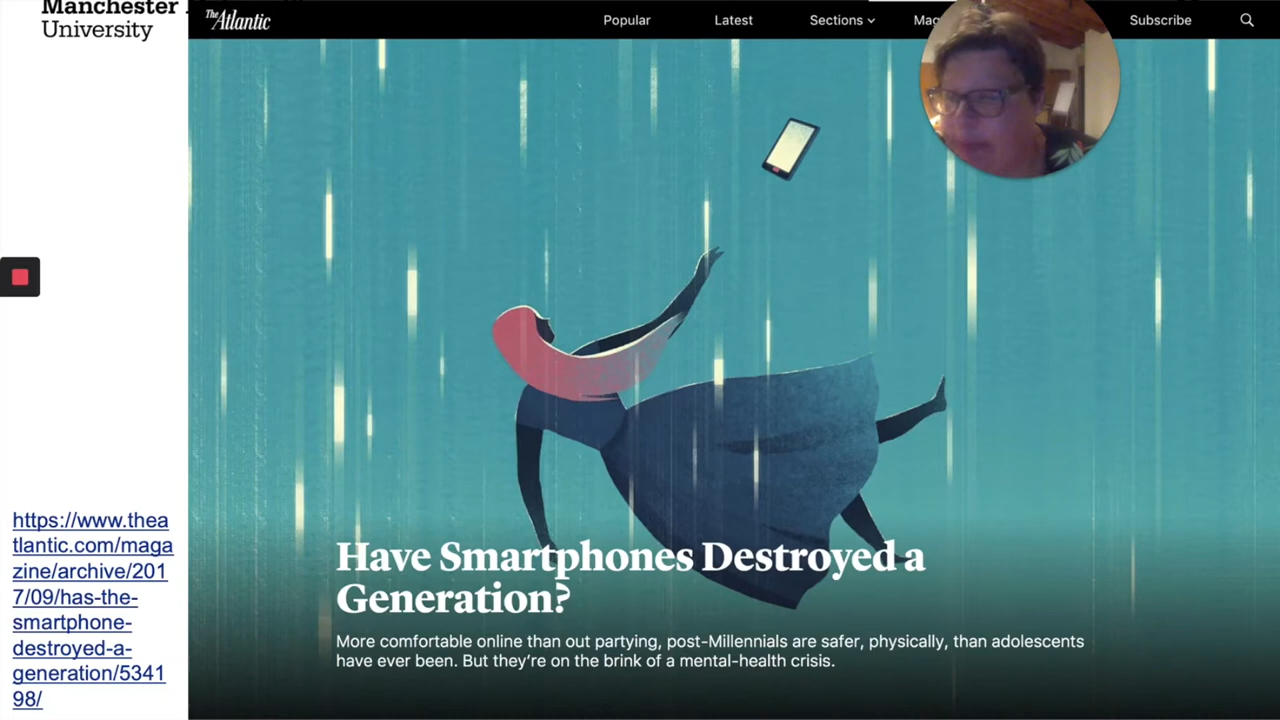 Manchester
University
The Atlantic
Popular Latest Sections Subscribe
Have Smartphones Destroyed a
Generation?
More comfortable online than out partying, post-Millennials are safer, physically, than adolescents
have ever been. But they're on the brink of a mental-health crisis.
https://www.thea
tlantic.com/maga
zine/archive/201
7/09/has-the-
smartphone-
destroyed-a-
generation/5341
98/